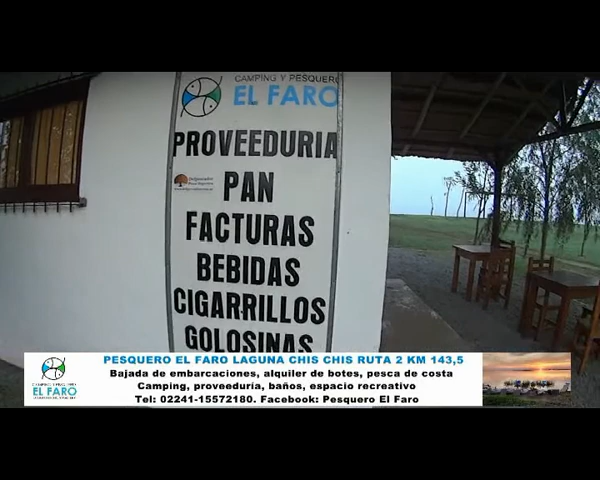 CAMPING Y PESQUERO
EL FARO
PROVEEDURIA
PAN
FACTURAS
BEBIDAS
CIGARRILLOS
GOLOSINAS
PESQUERO EL FARO LAGUNA CHIS CHIS RUTA 2 KM 143,5
Bajada de embarcaciones, alquiler de botes, pesca de costa
Camping, proveeduria, baños, espacio recreativo
Tel: 02241-15572180. Facebook: Pesquero El Faro
EL FARO